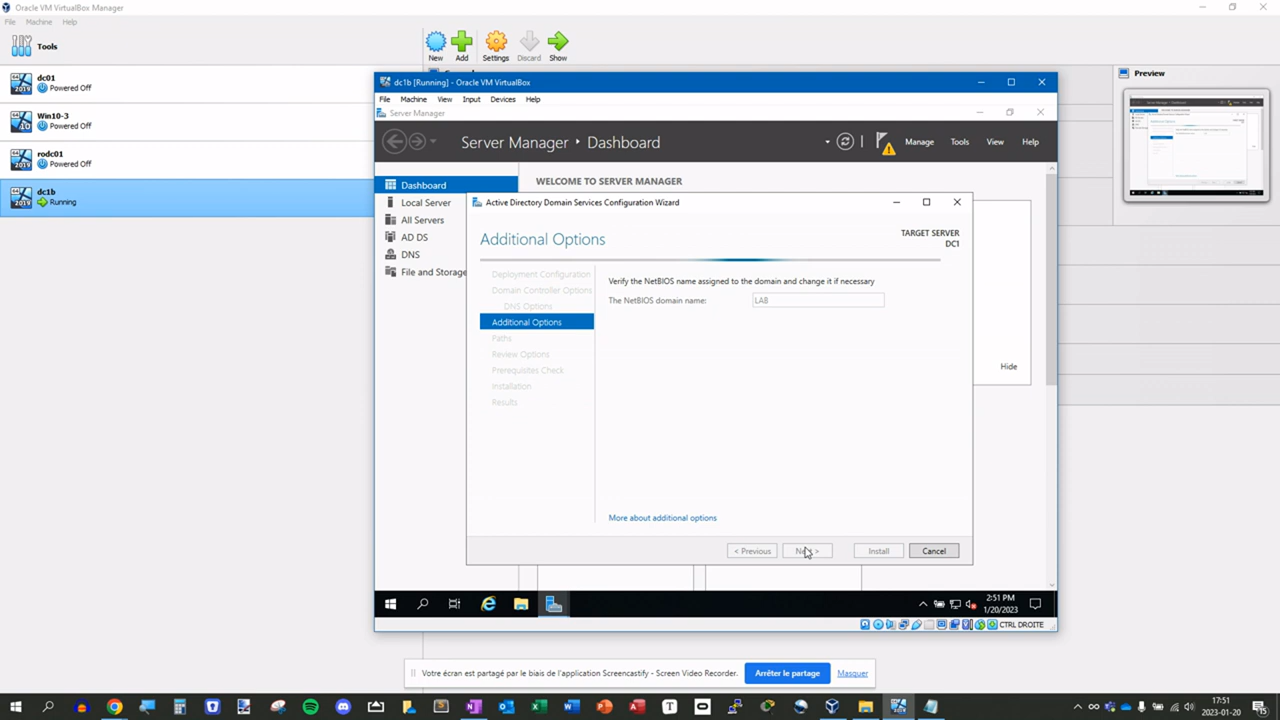 Oracle VM VirtualBox Manager
File Machine Help
Tools
New Add Settings Discard Show
dc01
Powered Off
Win10-3
Powered Off
rodc01
Powered Off
dc1b
Running
Preview
dc1b [Running] - Oracle VM VirtualBox
File Machine View Input Devices Help
Server Manager
Server Manager • Dashboard
Manage Tools View Help
Dashboard
Local Server
All Servers
AD DS
DNS
File and Storage
WELCOME TO SERVER MANAGER
Hide
Active Directory Domain Services Configuration Wizard
Additional Options
TARGET SERVER
DC1
Deployment Configuration
Domain Controller Options
DNS Options
Additional Options
Paths
Review Options
Prerequisites Check
Installation
Results
Verify the NetBIOS name assigned to the domain and change it if necessary
The NetBIOS domain name: LAB
More about additional options
< Previous Next > Install Cancel
2:51 PM
1/20/2023
CTRL DROITE
Votre écran est partagé par le biais de l'application Screencastify - Screen Video Recorder. Arrêter le partage Masquer
17:51
2023-01-20